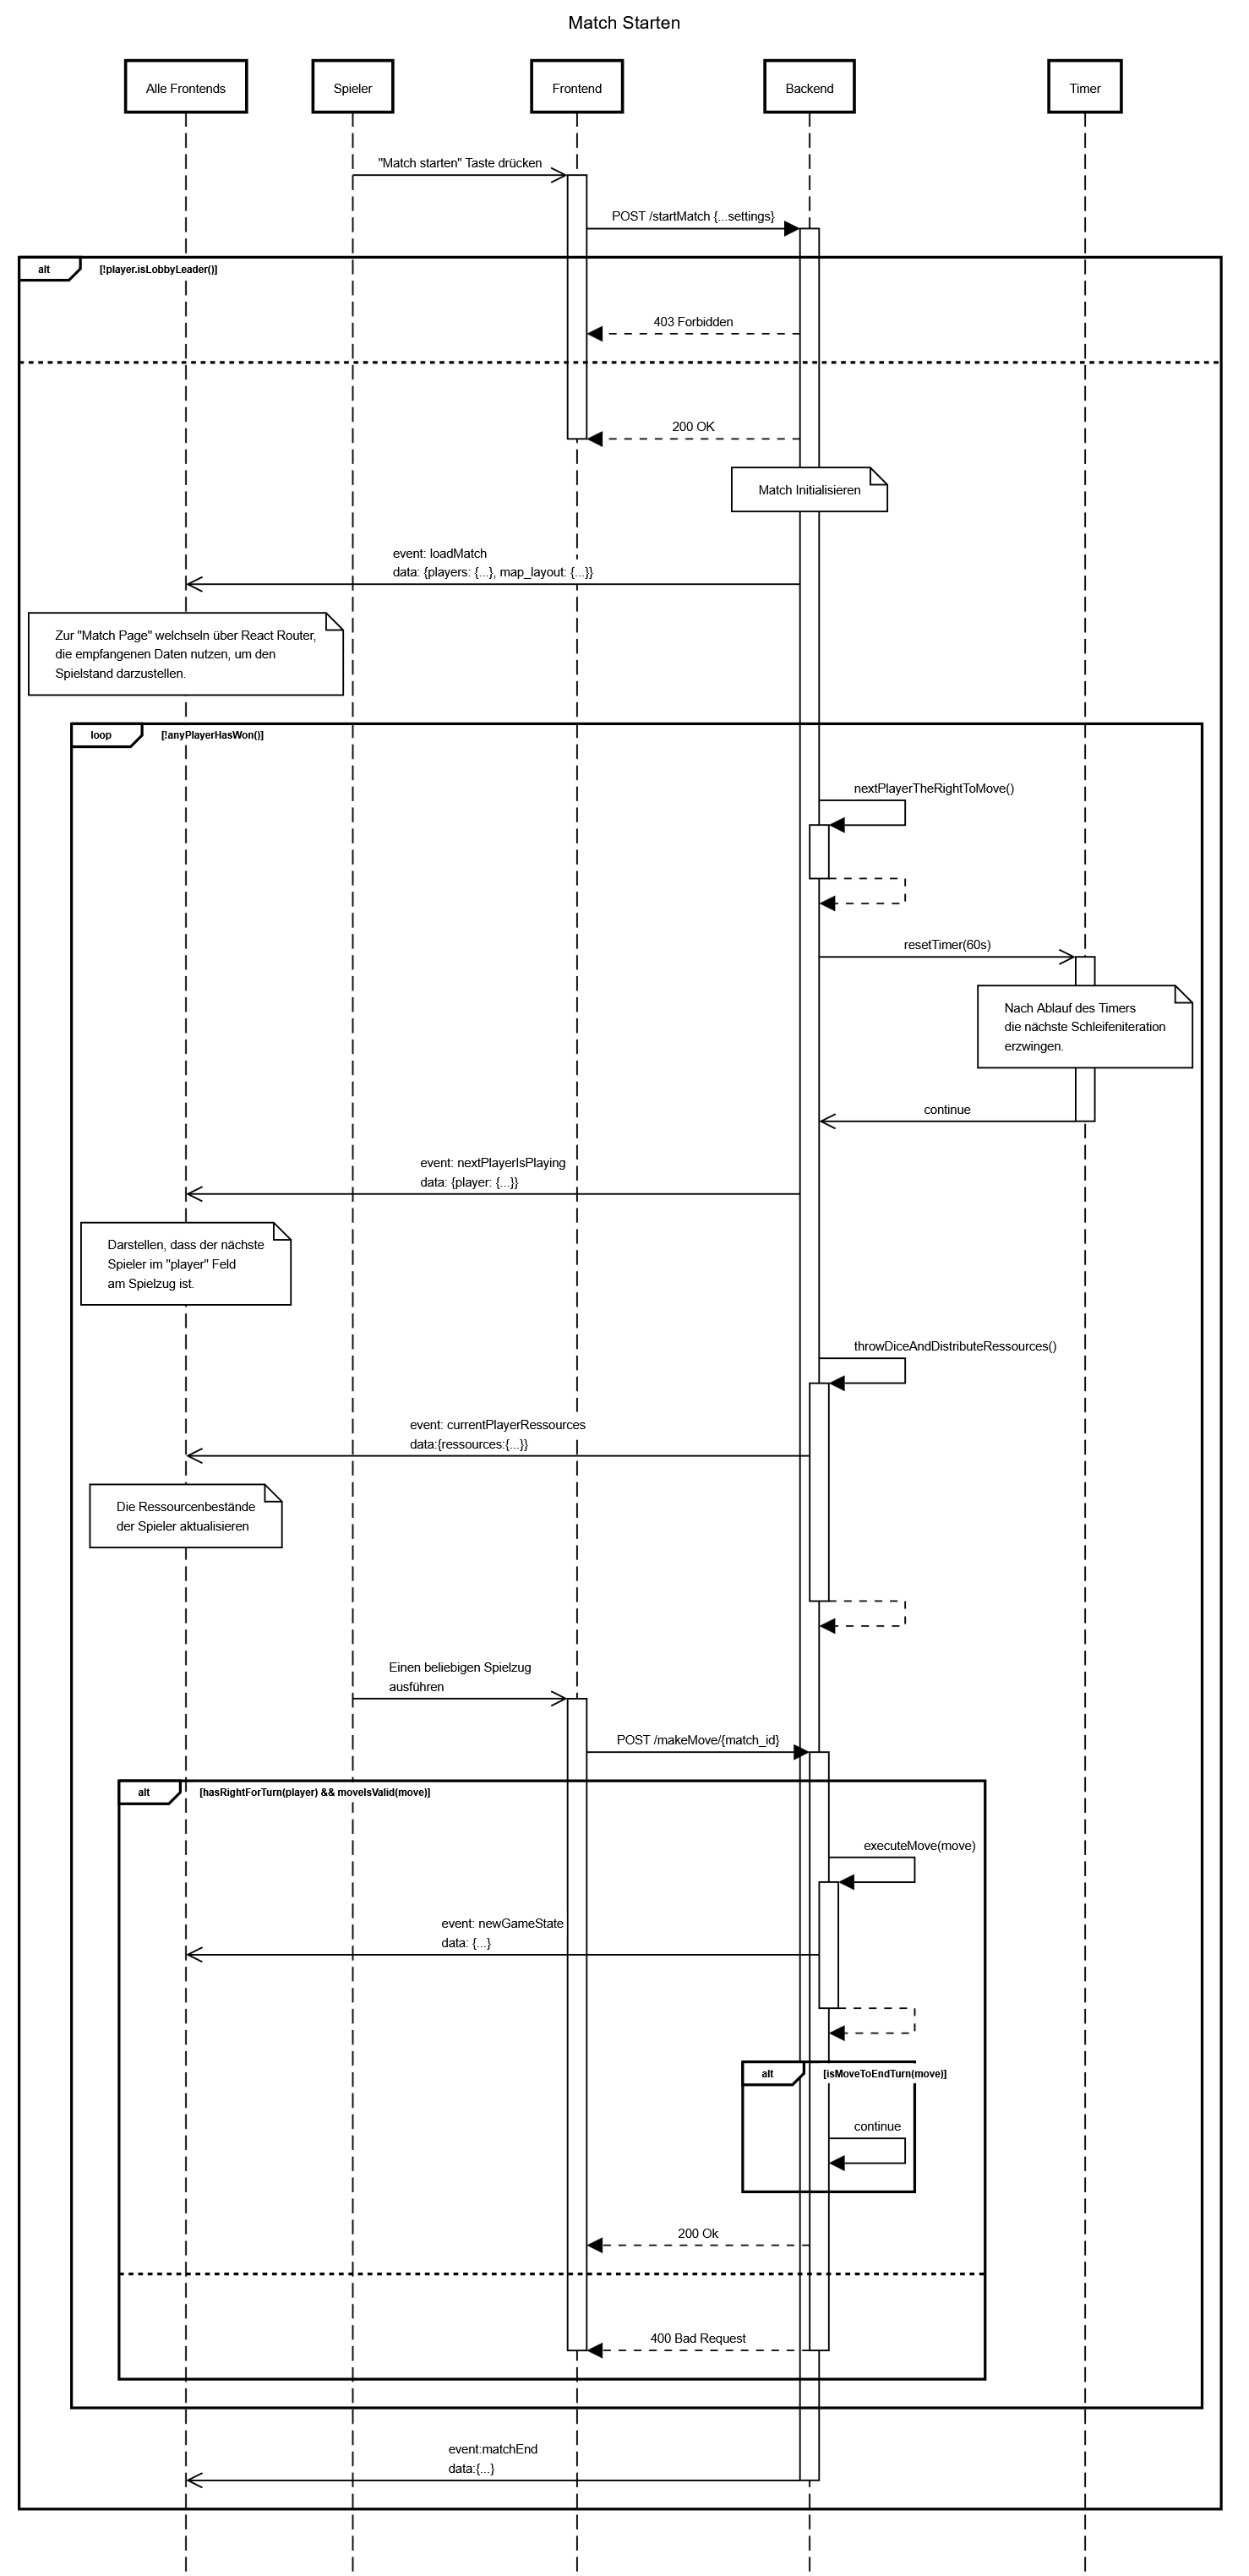 Match Starten
Alle Frontends
Spieler
Frontend
Backend
Timer
"Match starten" Taste drücken
POST /startMatch {...settings}
alt
[!player.isLobbyLeader()]
403 Forbidden
200 OK
Match Initialisieren
event: loadMatch
data: {players: {...}, map_layout: {...}}
Zur "Match Page" welchseln über React Router,
die empfangenen Daten nutzen, um den
Spielstand darzustellen.
loop
[!anyPlayerHasWon()]
nextPlayerTheRightToMove()
resetTimer(60s)
Nach Ablauf des Timers
die nächste Schleifeniteration
erzwingen.
continue
event: nextPlayerIsPlaying
data: {player: {...}}
Darstellen, dass der nächste
Spieler im "player" Feld
am Spielzug ist.
throwDiceAndDistributeRessources()
event: currentPlayerRessources
data:{ressources:{...}}
Die Ressourcenbestände
der Spieler aktualisieren
Einen beliebigen Spielzug
ausführen
POST /makeMove/{match_id}
alt
[hasRightForTurn(player) && moveIsValid(move)]
executeMove(move)
event: newGameState
data: {...}
alt
[isMoveToEndTurn(move)]
continue
200 Ok
400 Bad Request
event:matchEnd
data:{...}